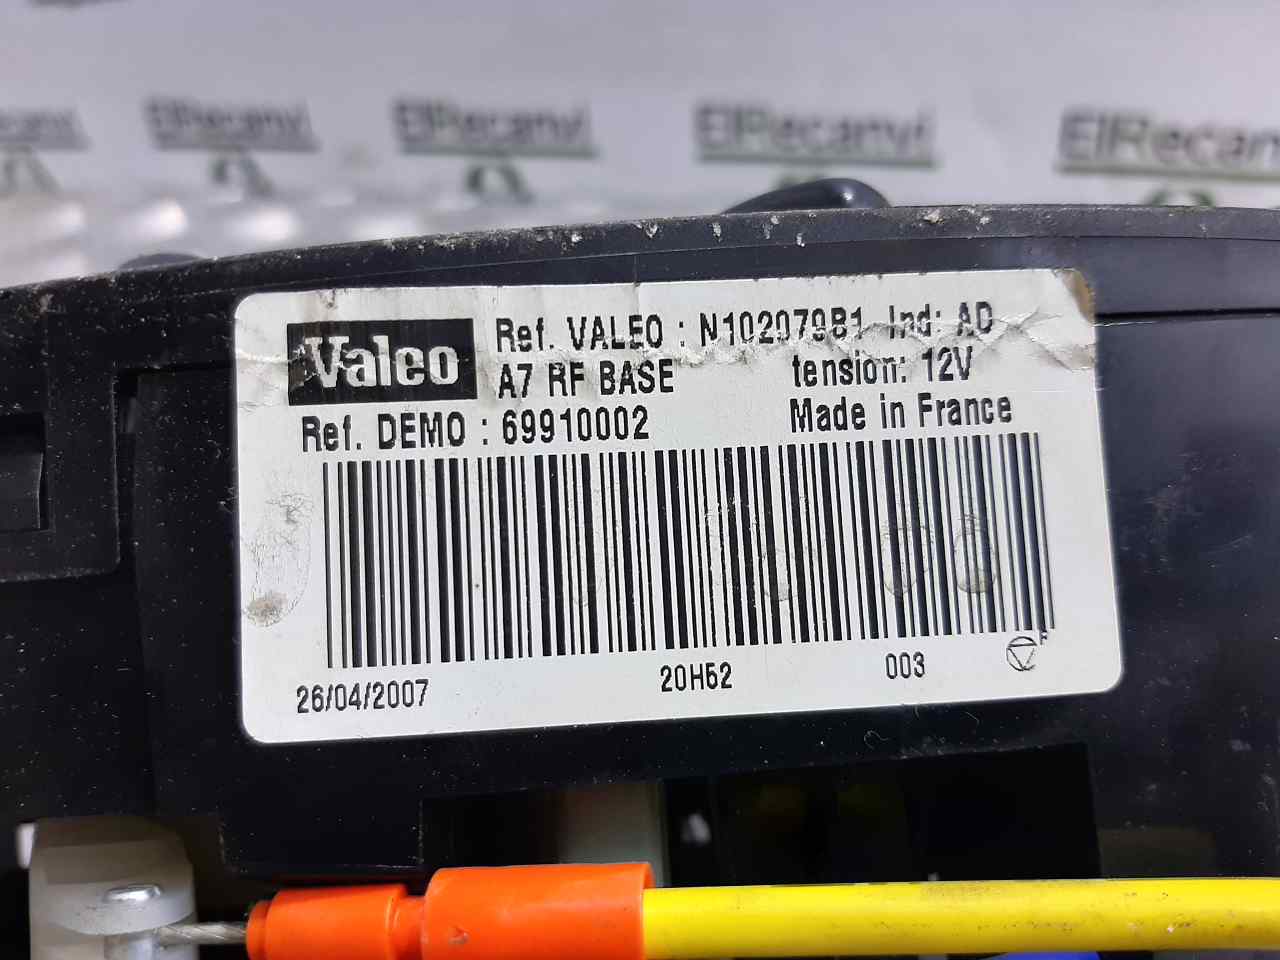 ElRecanvi
ElRecanvi
ElRecanvi
ElRecanvi
Valeo
Ref. VALEO : N102079B1 Ind: AD
A7 RF BASE tension: 12V
Ref. DEMO : 69910002 Made in France
26/04/2007 20H52 003
F